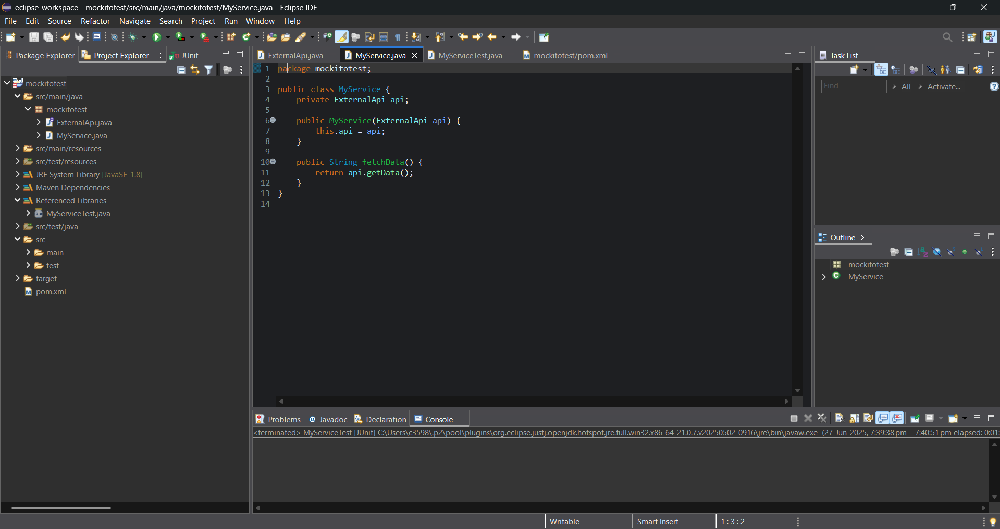 eclipse-workspace - mockitotest/src/main/java/mockitotest/MyService.java - Eclipse IDE
File Edit Source Refactor Navigate Search Project Run Window Help
Package Explorer Project Explorer JUnit
mockitotest
src/main/java
mockitotest
ExternalApi.java
MyService.java
src/main/resources
src/test/resources
JRE System Library [JavaSE-1.8]
Maven Dependencies
Referenced Libraries
MyServiceTest.java
src/test/java
src
main
test
target
pom.xml
ExternalApi.java MyService.java MyServiceTest.java mockitotest/pom.xml
1 package mockitotest;
2
3 public class MyService {
4 private ExternalApi api;
5
6 public MyService(ExternalApi api) {
7 this.api = api;
8 }
9
10 public String fetchData() {
11 return api.getData();
12 }
13 }
14
Task List
Find All Activate...
Outline
mockitotest
MyService
Problems Javadoc Declaration Console
<terminated> MyServiceTest [JUnit] C:\Users\c3598\.p2\pool\plugins\org.eclipse.justj.openjdk.hotspot.jre.full.win32.x86_64_21.0.7.v20250502-0916\jre\bin\javaw.exe (27-Jun-2025, 7:39:38 pm – 7:40:51 pm elapsed: 0:01:
Writable Smart Insert 1 : 3 : 2